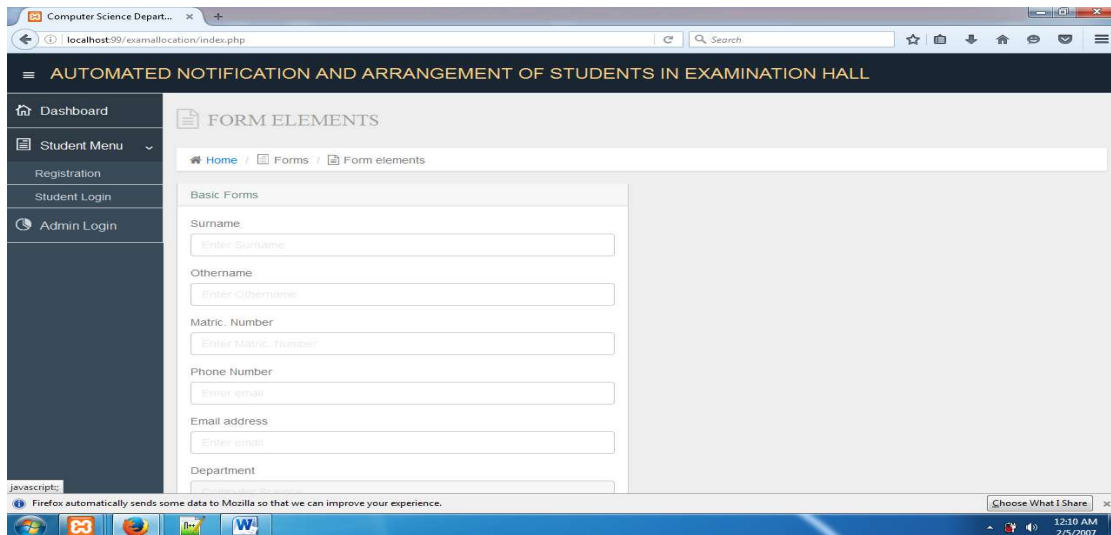 Computer Science Depart...
localhost:99/examallocation/index.php
Search
AUTOMATED NOTIFICATION AND ARRANGEMENT OF STUDENTS IN EXAMINATION HALL
Dashboard
FORM ELEMENTS
Student Menu
Home / Forms / Form elements
Registration
Student Login
Basic Forms
Admin Login
Surname
Enter Surname
Othername
Enter Othername
Matric. Number
Enter Matric. Number
Phone Number
Enter email
Email address
Enter email
Department
javascript:;
Firefox automatically sends some data to Mozilla so that we can improve your experience.
Choose What I Share
12:10 AM
2/5/2007